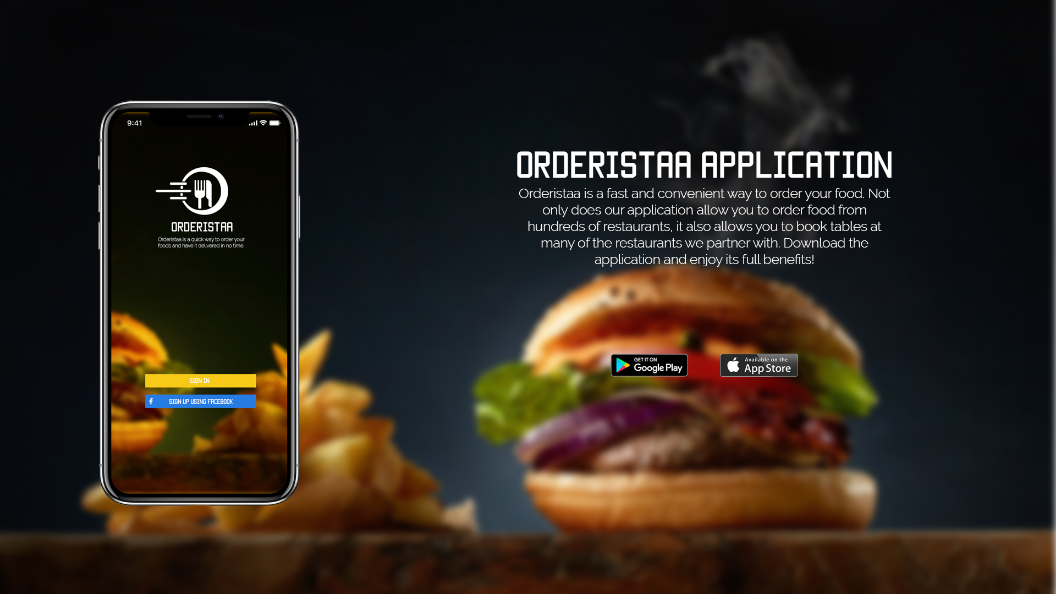 9:41
ORDERISTAA
Orderistaa is a quick way to order your
foods and have it delivered in no time.
SIGN IN
f SIGN UP USING FACEBOOK
ORDERISTAA APPLICATION
Orderistaa is a fast and convenient way to order your food. Not
only does our application allow you to order food from
hundreds of restaurants, it also allows you to book tables at
many of the restaurants we partner with. Download the
application and enjoy its full benefits!
GET IT ON
Google Play
Available on the
App Store